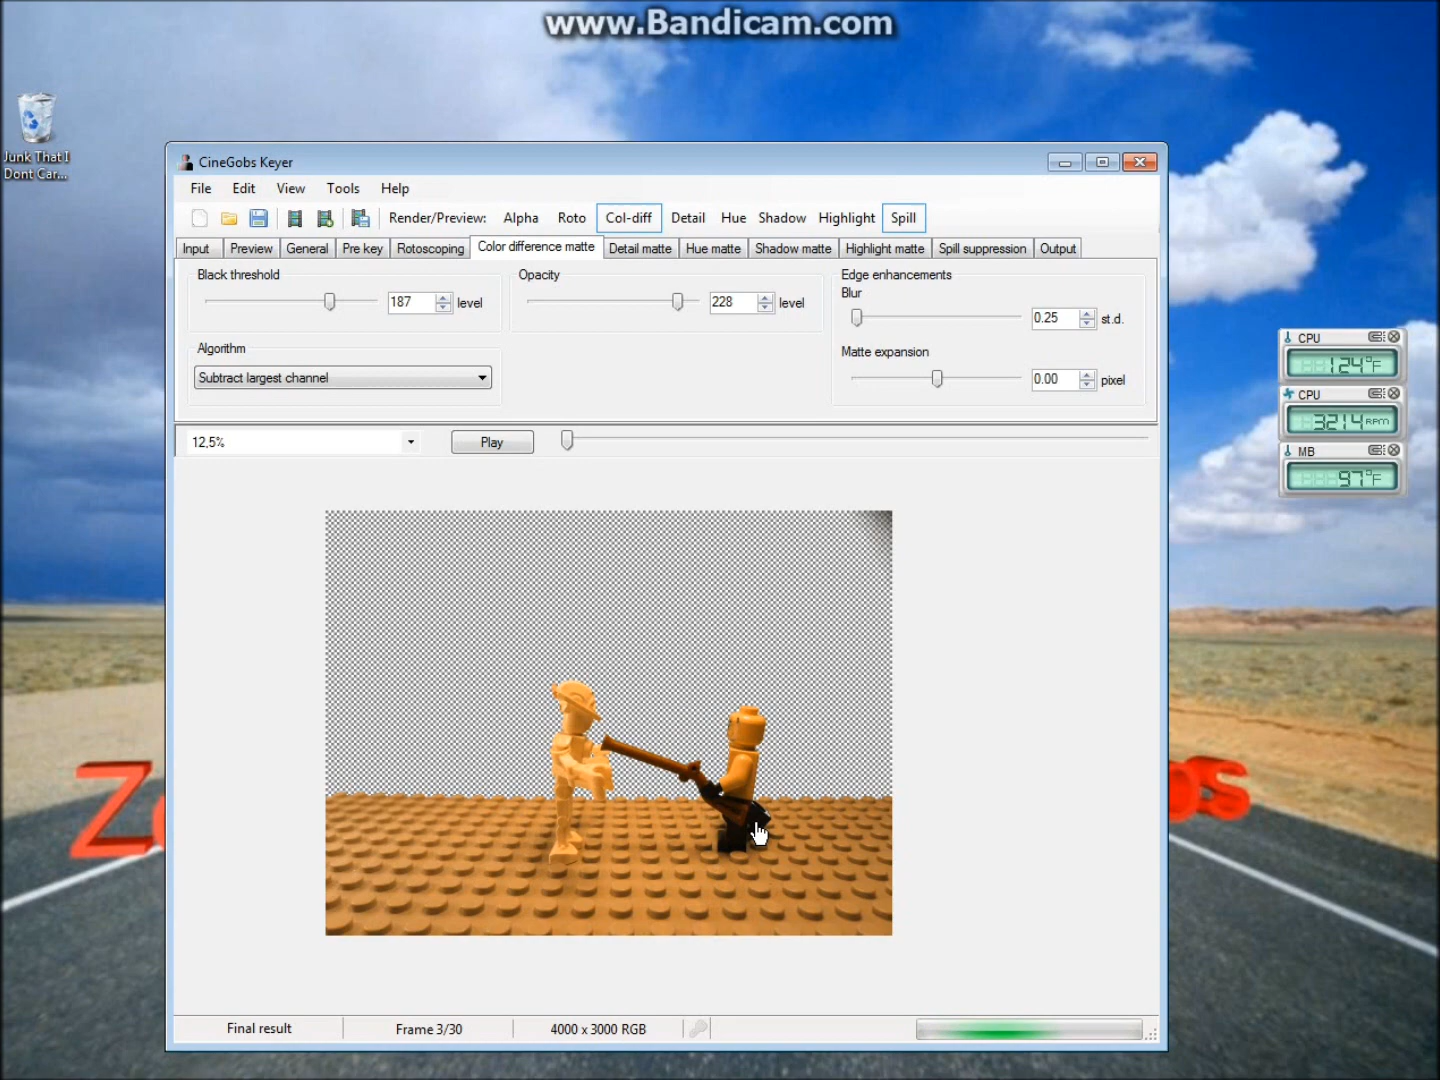 www.Bandicam.com
Junk That I
Dont Car...
CineGobs Keyer
File Edit View Tools Help
Render/Preview: Alpha Roto Col-diff Detail Hue Shadow Highlight Spill
Input Preview General Pre key Rotoscoping Color difference matte Detail matte Hue matte Shadow matte Highlight matte Spill suppression Output
Black threshold Opacity Edge enhancements
Blur
187 level 228 level
0.25 st.d.
Algorithm
Matte expansion
Subtract largest channel
0.00 pixel
12,5% Play
CPU
124°F
CPU
3214 RPM
MB
97°F
Final result Frame 3/30 4000 x 3000 RGB